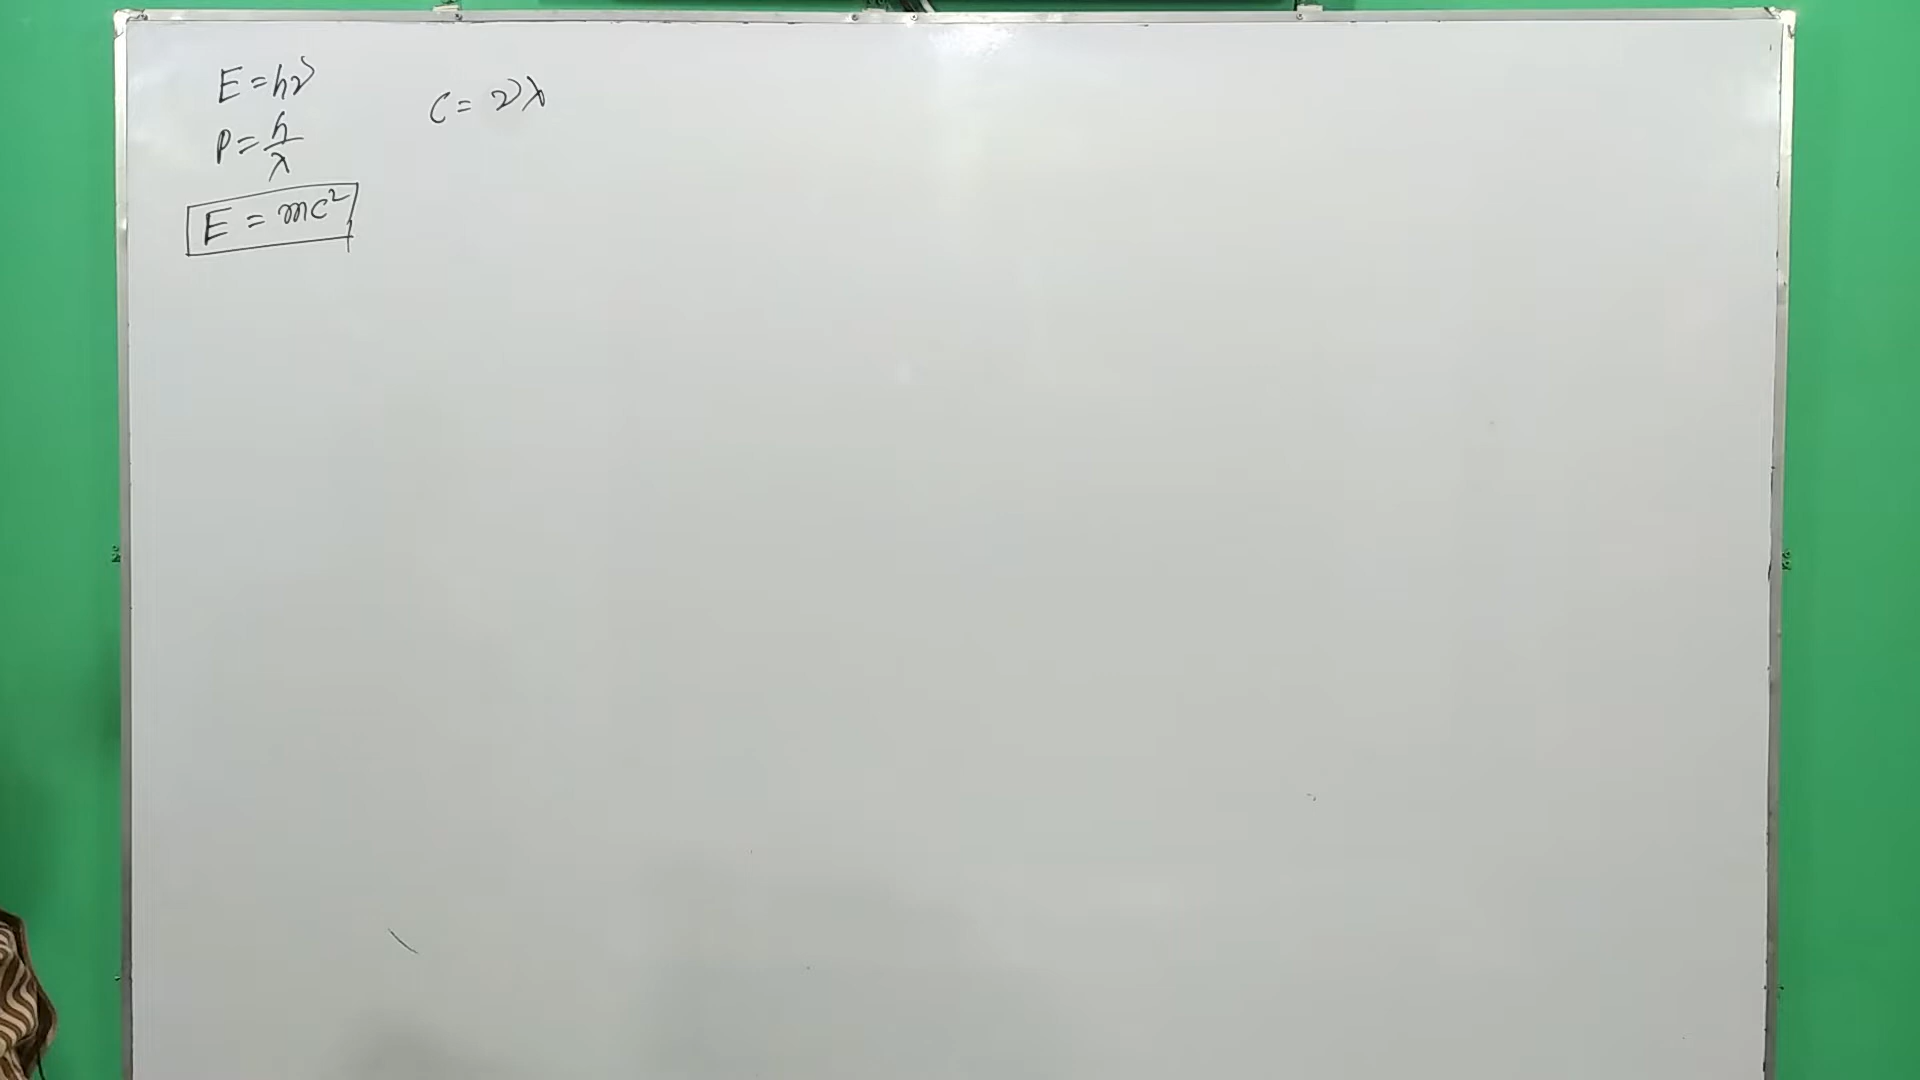 E = hν
C = νλ
P = h/λ
E = mc²